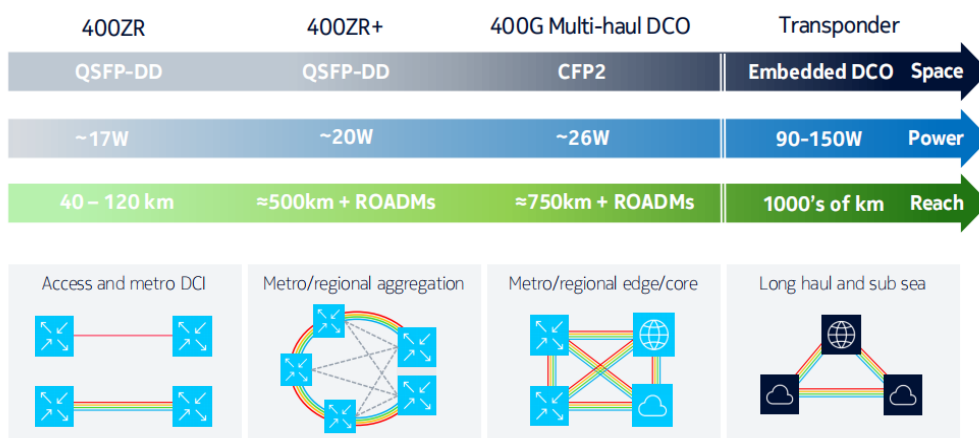 400ZR 400ZR+ 400G Multi-haul DCO Transponder
QSFP-DD QSFP-DD CFP2 Embedded DCO Space
~17W ~20W ~26W 90-150W Power
40 – 120 km ≈500km + ROADMs ≈750km + ROADMs 1000's of km Reach
Access and metro DCI Metro/regional aggregation Metro/regional edge/core Long haul and sub sea